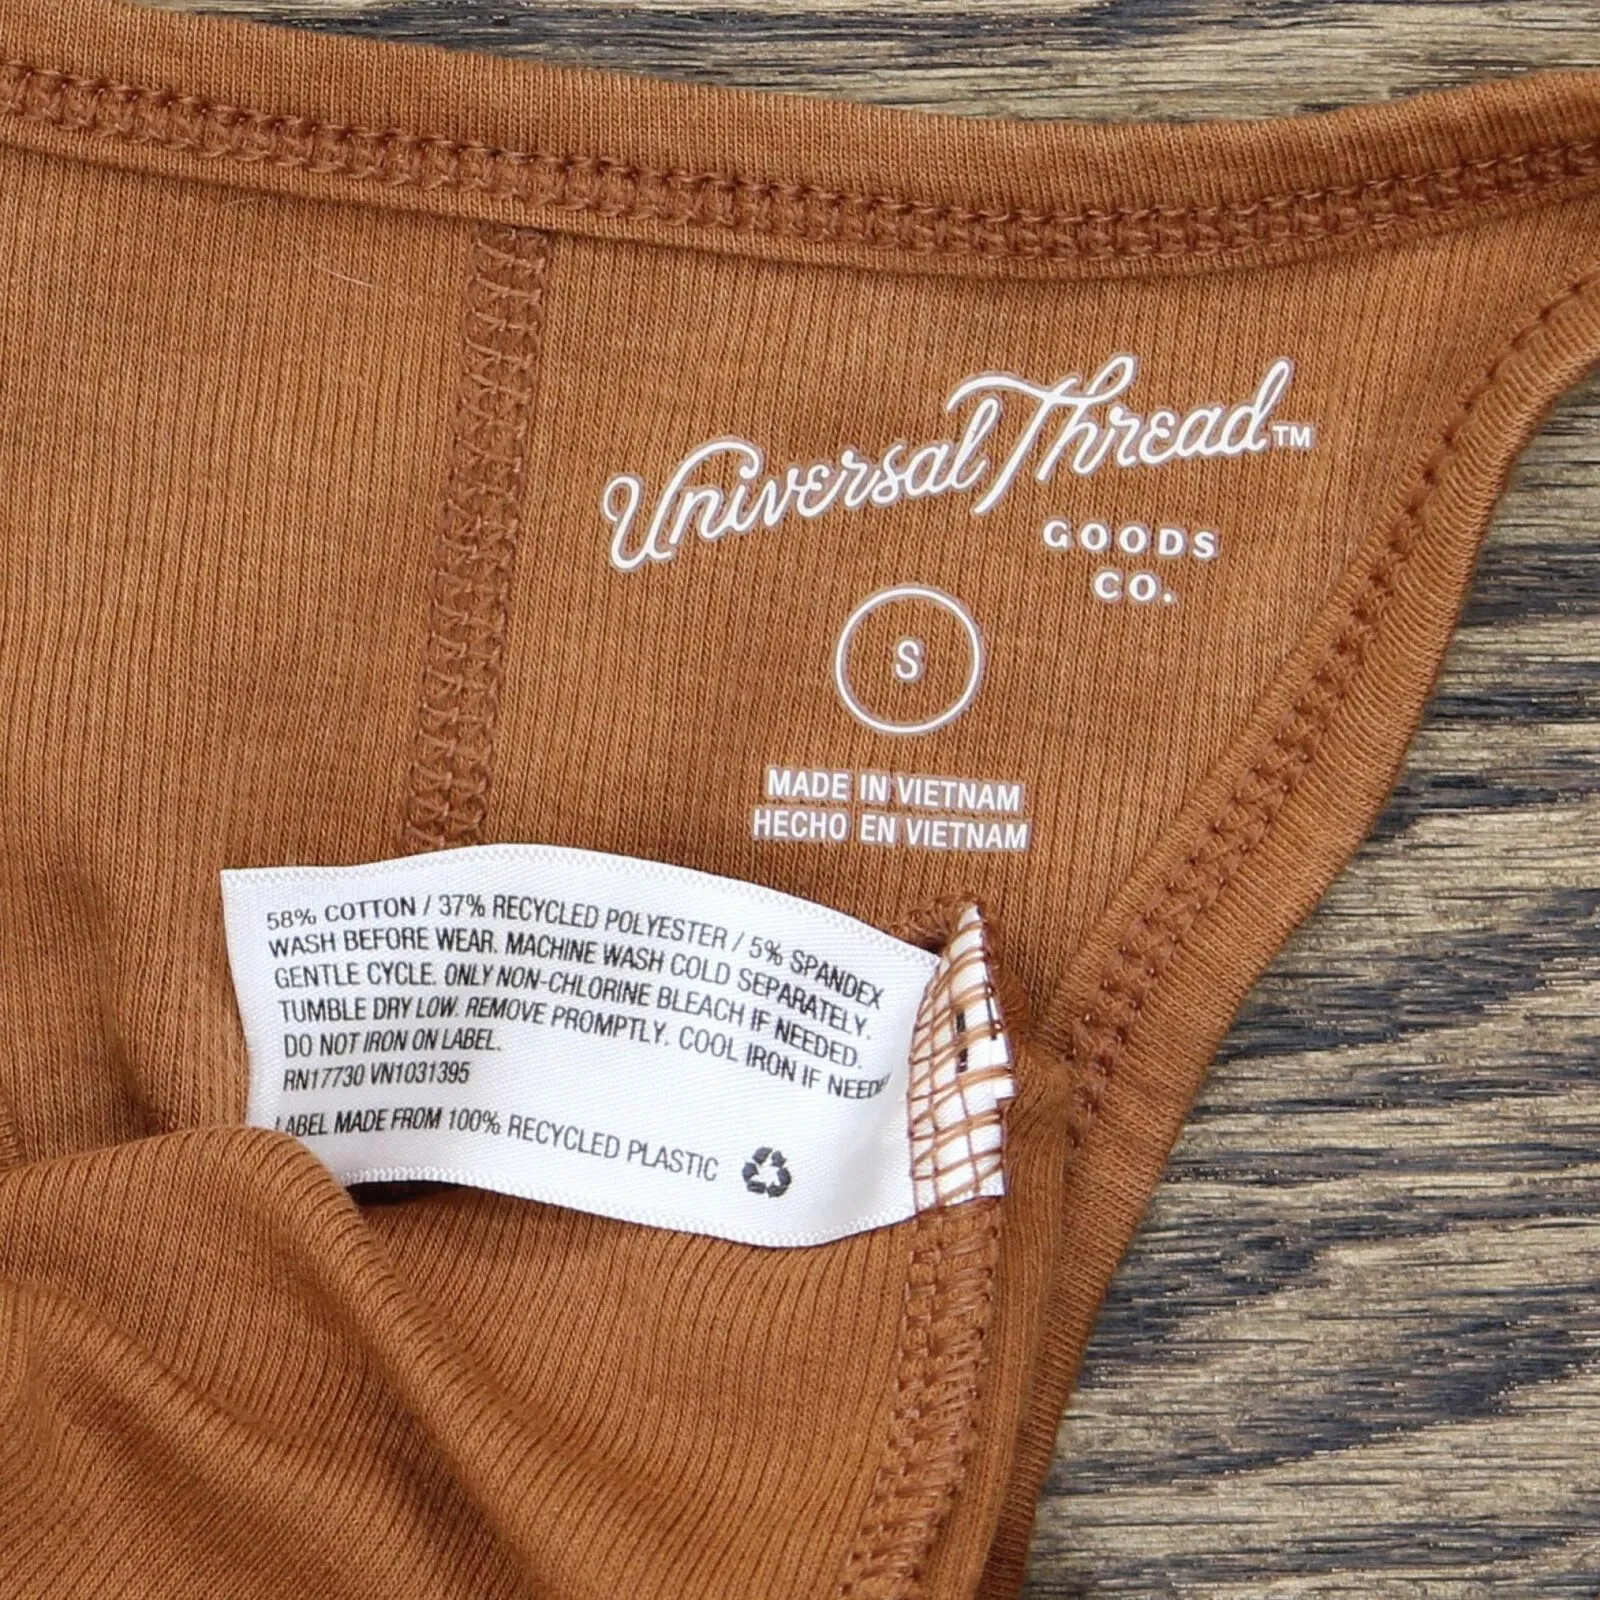 Universal Thread™
GOODS
CO.
S
MADE IN VIETNAM
HECHO EN VIETNAM
58% COTTON / 37% RECYCLED POLYESTER / 5% SPANDEX
WASH BEFORE WEAR. MACHINE WASH COLD SEPARATELY.
GENTLE CYCLE. ONLY NON-CHLORINE BLEACH IF NEEDED.
TUMBLE DRY LOW. REMOVE PROMPTLY. COOL IRON IF NEEDE
DO NOT IRON ON LABEL.
RN17730 VN1031395
LABEL MADE FROM 100% RECYCLED PLASTIC